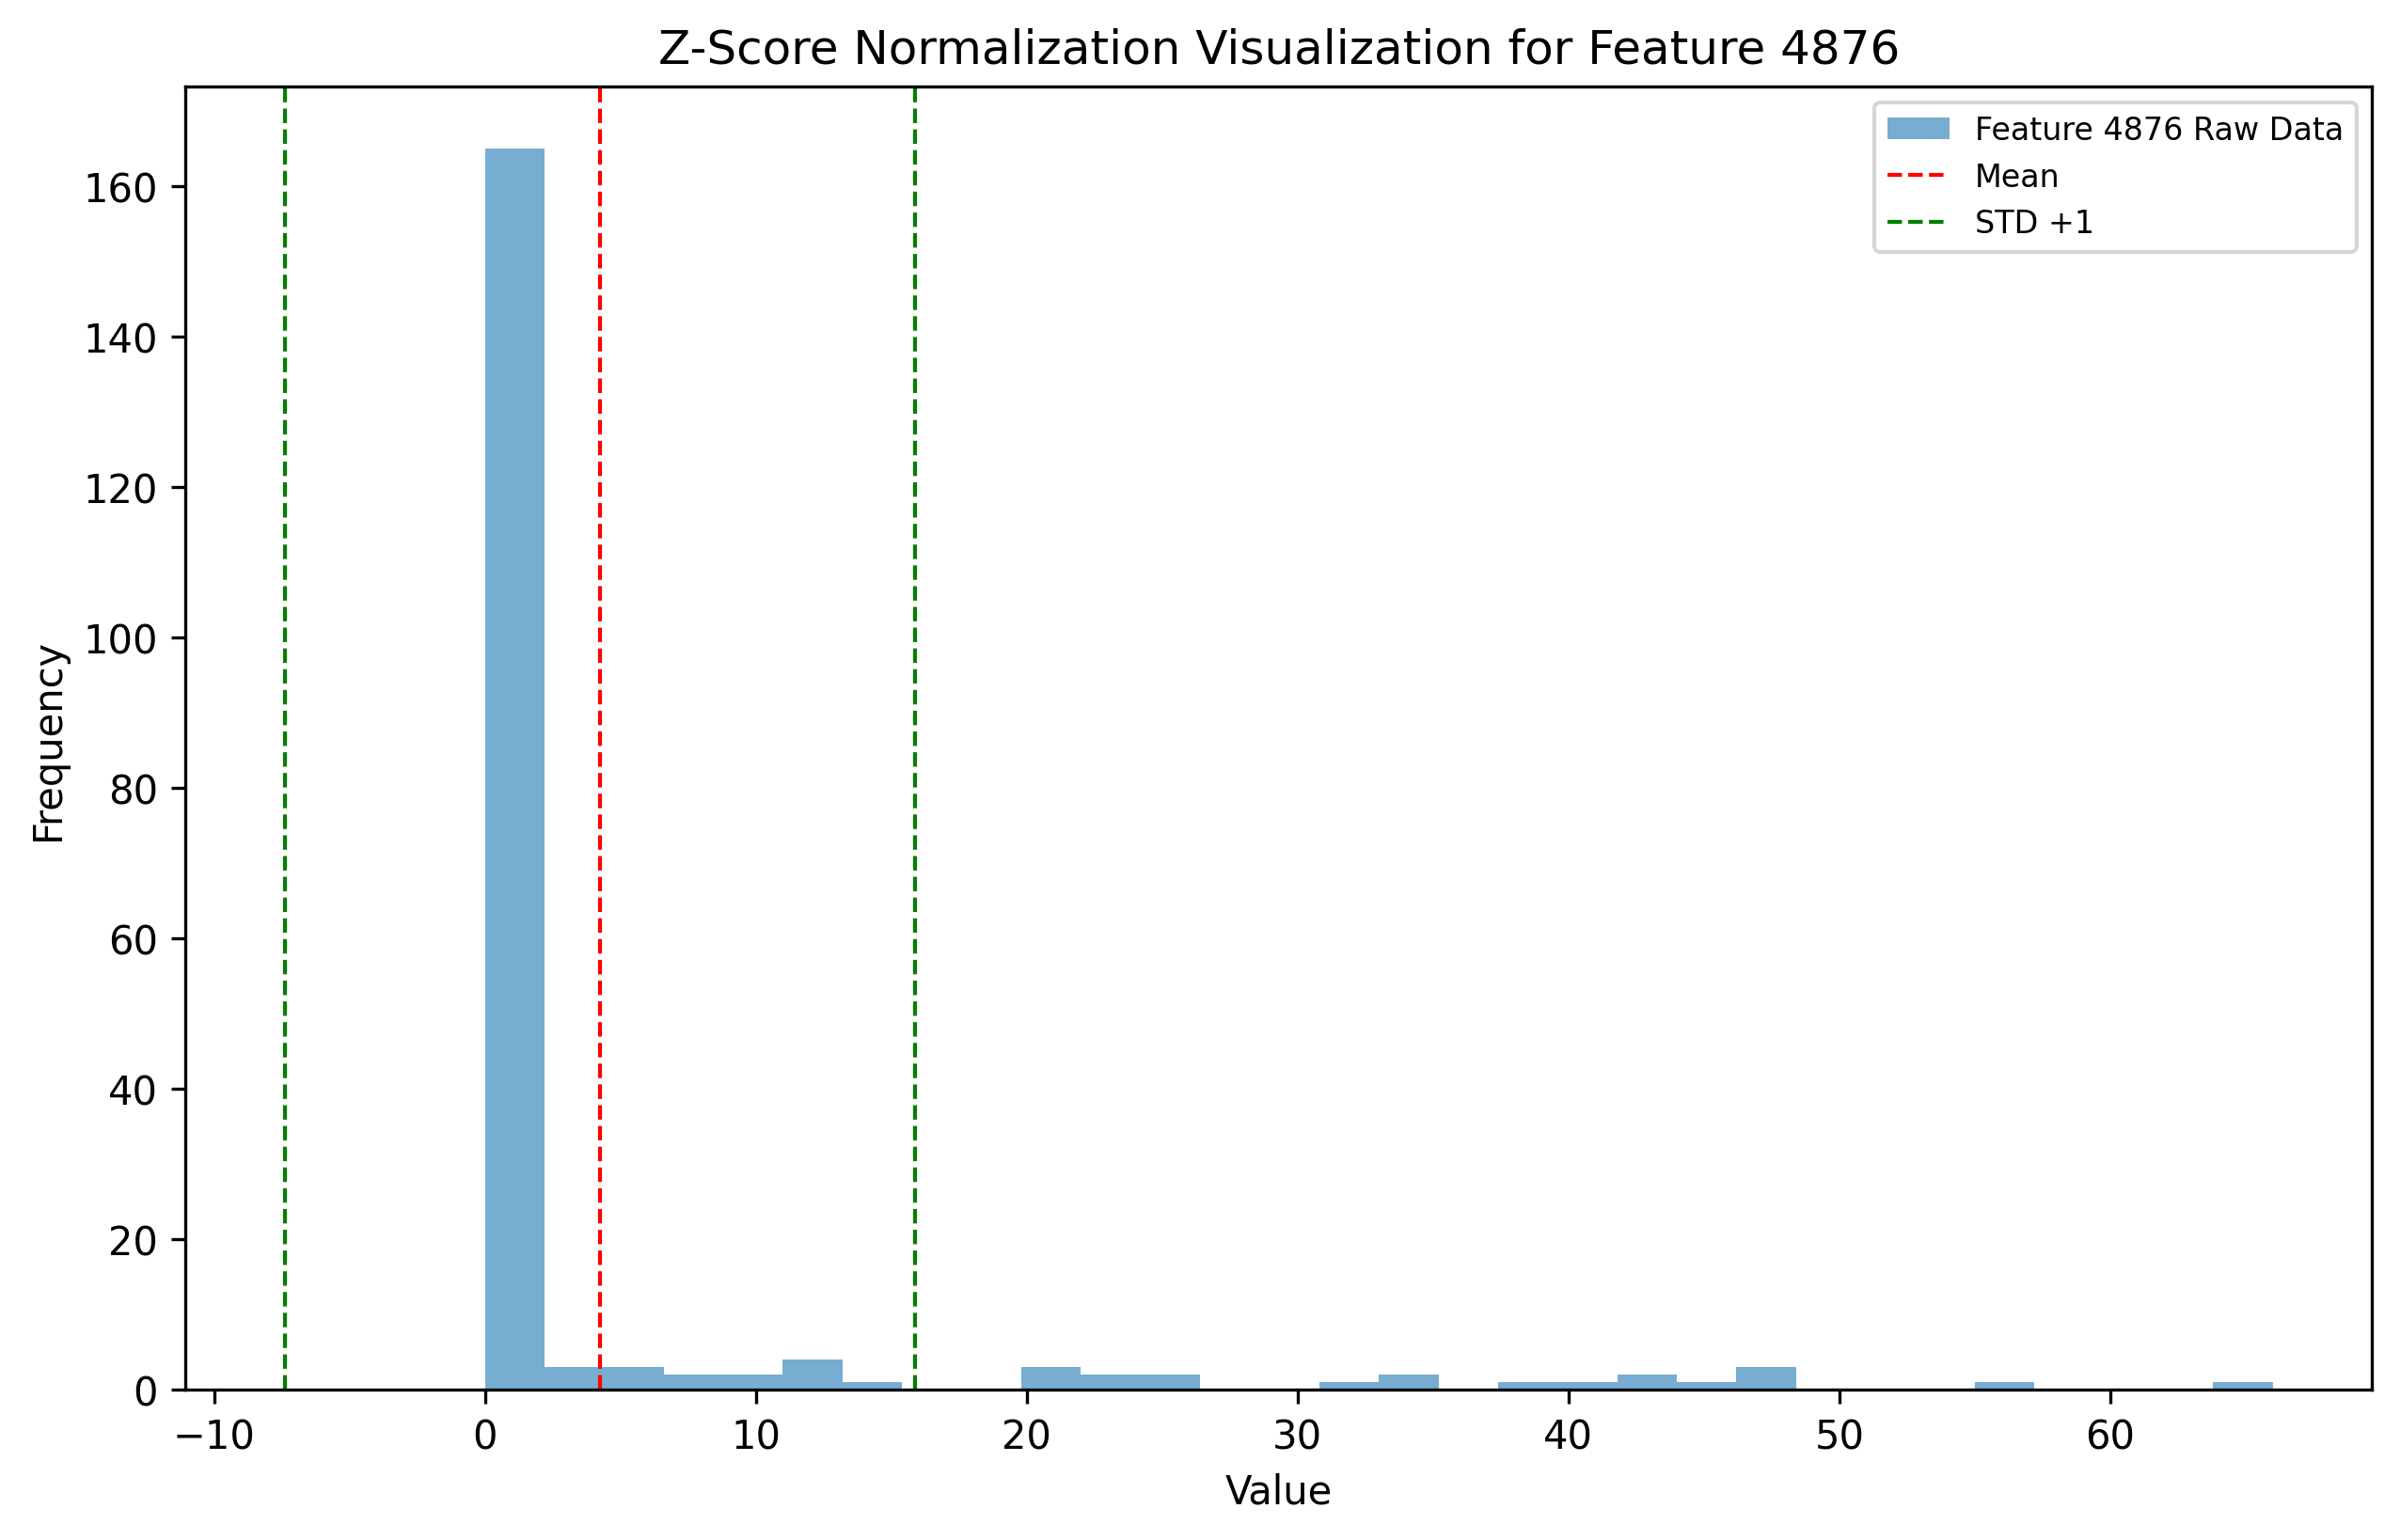 Z-Score Normalization Visualization for Feature 4876
Feature 4876 Raw Data
Mean
STD +1
Frequency
160
140
120
100
80
60
40
20
0
−10 0 10 20 30 40 50 60
Value